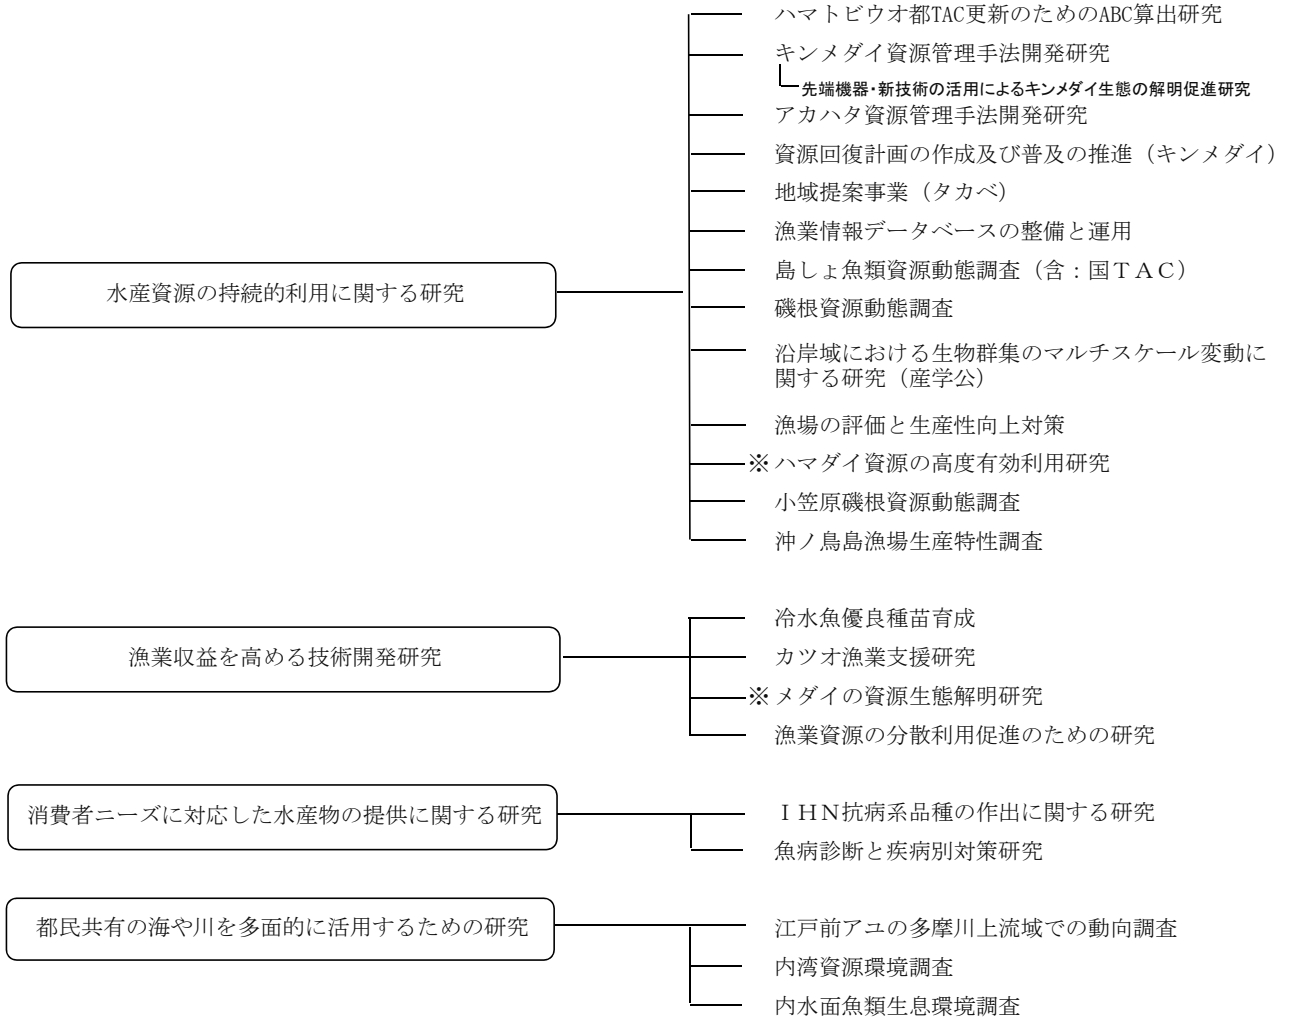 ハマトビウオ都TAC更新のためのABC算出研究
キンメダイ資源管理手法開発研究
先端機器・新技術の活用によるキンメダイ生態の解明促進研究
アカハタ資源管理手法開発研究
資源回復計画の作成及び普及の推進（キンメダイ）
地域提案事業（タカベ）
漁業情報データベースの整備と運用
島しょ魚類資源動態調査（含：国ＴＡＣ）
水産資源の持続的利用に関する研究
磯根資源動態調査
沿岸域における生物群集のマルチスケール変動に
関する研究（産学公）
漁場の評価と生産性向上対策
※ハマダイ資源の高度有効利用研究
小笠原磯根資源動態調査
沖ノ鳥島漁場生産特性調査
漁業収益を高める技術開発研究
冷水魚優良種苗育成
カツオ漁業支援研究
※メダイの資源生態解明研究
漁業資源の分散利用促進のための研究
消費者ニーズに対応した水産物の提供に関する研究
ＩＨＮ抗病系品種の作出に関する研究
魚病診断と疾病別対策研究
都民共有の海や川を多面的に活用するための研究
江戸前アユの多摩川上流域での動向調査
内湾資源環境調査
内水面魚類生息環境調査